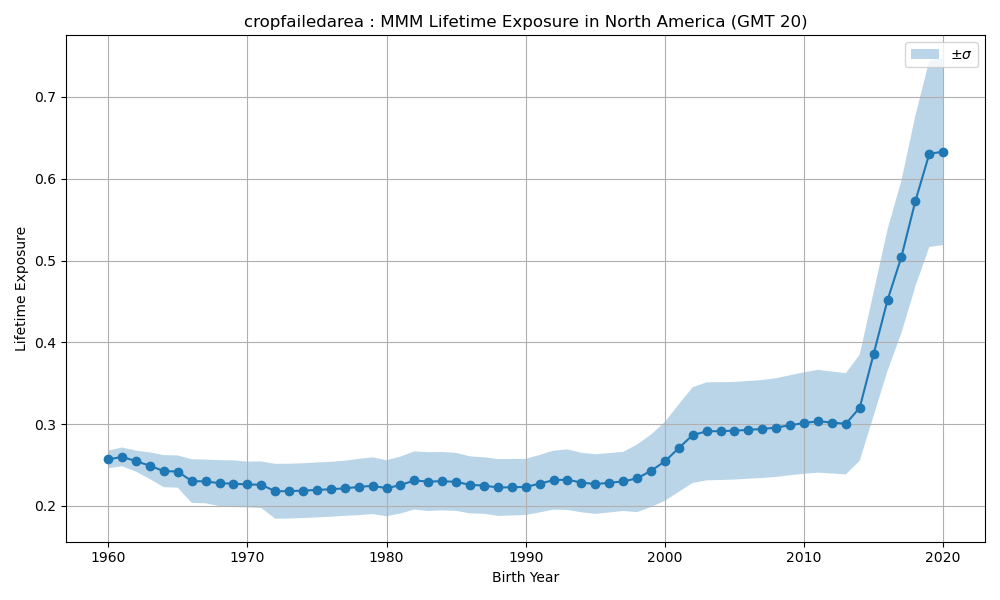 cropfailedarea : MMM Lifetime Exposure in North America (GMT 20)
±σ
Lifetime Exposure
0.7
0.6
0.5
0.4
0.3
0.2
1960 1970 1980 1990 2000 2010 2020
Birth Year